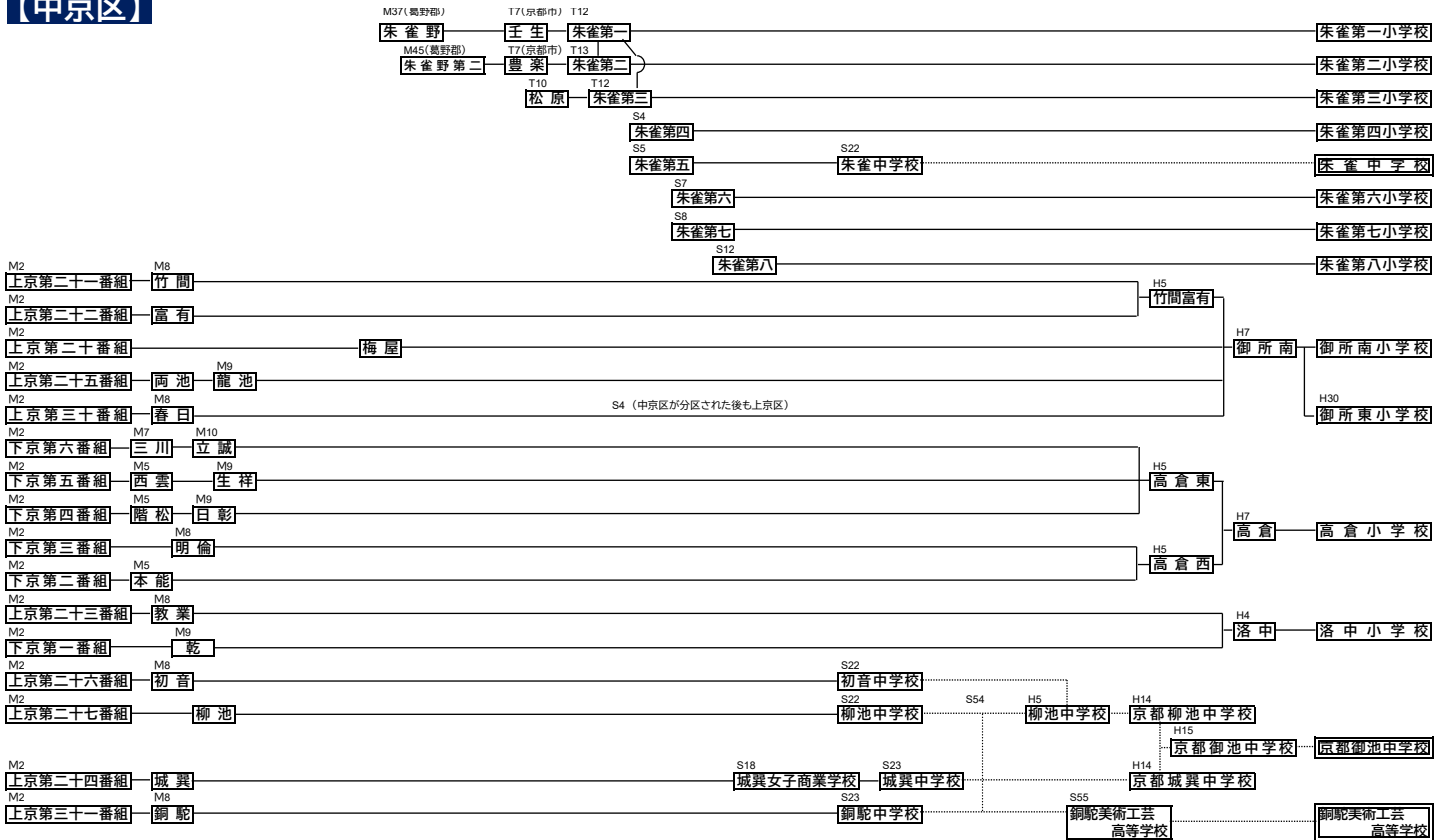 【中京区】
M37(葛野郡) T7(京都市) T12
朱雀野 壬生 朱雀第一 朱雀第一小学校
M45(葛野郡) T7(京都市) T13
朱雀野第二 豊楽 朱雀第二 朱雀第二小学校
T10 T12
松原 朱雀第三 朱雀第三小学校
S4
朱雀第四 朱雀第四小学校
S5 S22
朱雀第五 朱雀中学校 朱雀中学校
S7
朱雀第六 朱雀第六小学校
S8
朱雀第七 朱雀第七小学校
S12
朱雀第八 朱雀第八小学校
M2 M8
上京第二十一番組 竹間
H5
竹間富有
M2
上京第二十二番組 富有
M2 H7
上京第二十番組 梅屋 御所南 御所南小学校
M2 M9
上京第二十五番組 両池 龍池
M2 M8 S4（中京区が分区された後も上京区） H30
上京第三十番組 春日 御所東小学校
M2 M7 M10
下京第六番組 三川 立誠
M2 M5 M9 H5
下京第五番組 西雲 生祥 高倉東
M2 M5 M9
下京第四番組 階松 日彰
H7
高倉 高倉小学校
M2 M8
下京第三番組 明倫
H5
高倉西
M2 M5
下京第二番組 本能
M2 M8
上京第二十三番組 教業
H4
洛中 洛中小学校
M2 M9
下京第一番組 乾
M2 M8 S22
上京第二十六番組 初音 初音中学校
M2 S22 S54 H5 H14
上京第二十七番組 柳池 柳池中学校 柳池中学校 京都柳池中学校
H15
京都御池中学校 京都御池中学校
M2 S18 S23 H14
上京第二十四番組 城巽 城巽女子商業学校 城巽中学校 京都城巽中学校
M2 M8 S23 S55
上京第三十一番組 銅駝 銅駝中学校 銅駝美術工芸 銅駝美術工芸
高等学校 高等学校